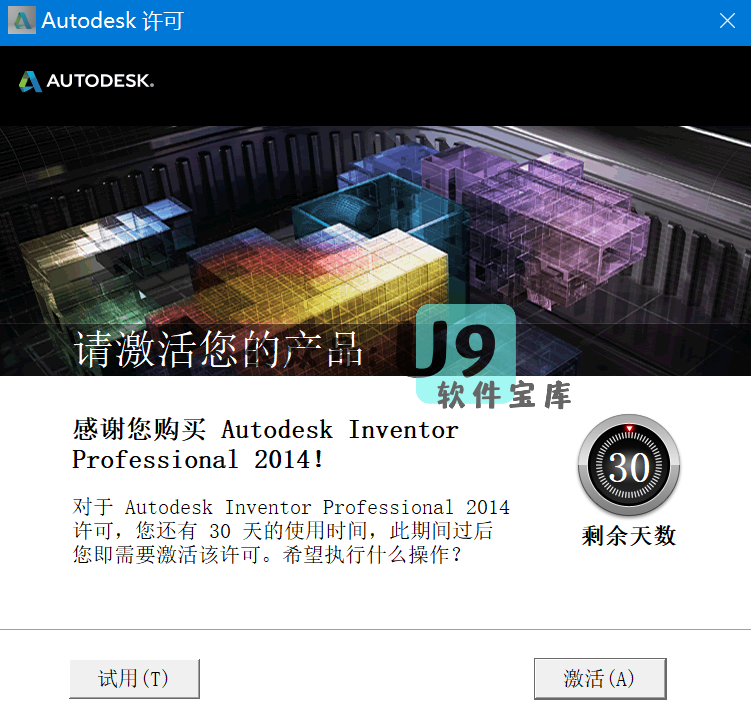 Autodesk 许可
AUTODESK.
请激活您的产品
J9
软件宝库
感谢您购买 Autodesk Inventor
Professional 2014!
30
对于 Autodesk Inventor Professional 2014
许可，您还有 30 天的使用时间，此期间过后
您即需要激活该许可。希望执行什么操作？
剩余天数
试用(T)
激活(A)